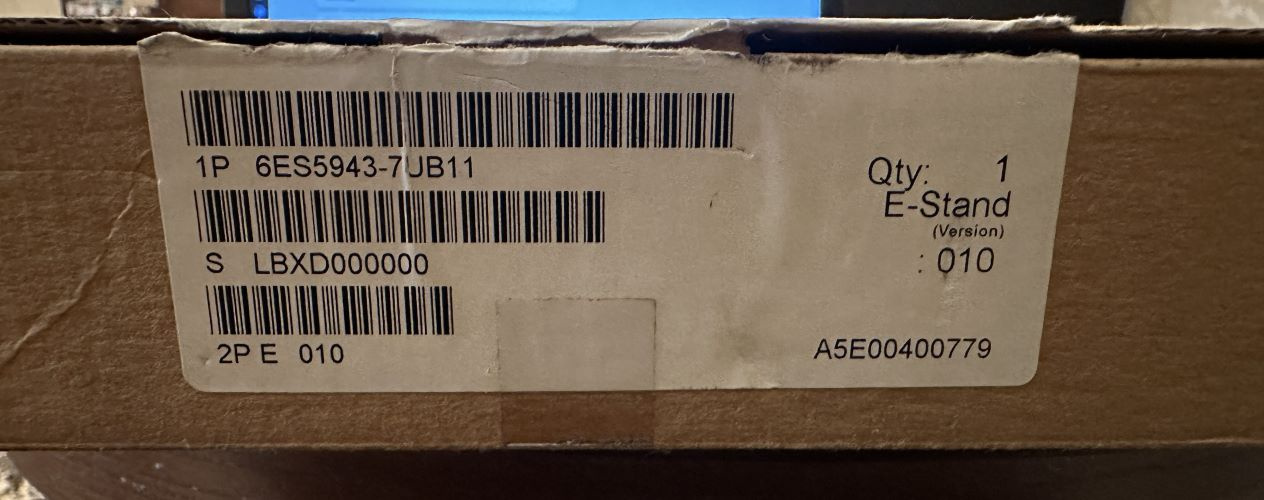 1P 6ES5943-7UB11
S LBXD000000
2P E 010
Qty: 1
E-Stand
(Version)
: 010
A5E00400779